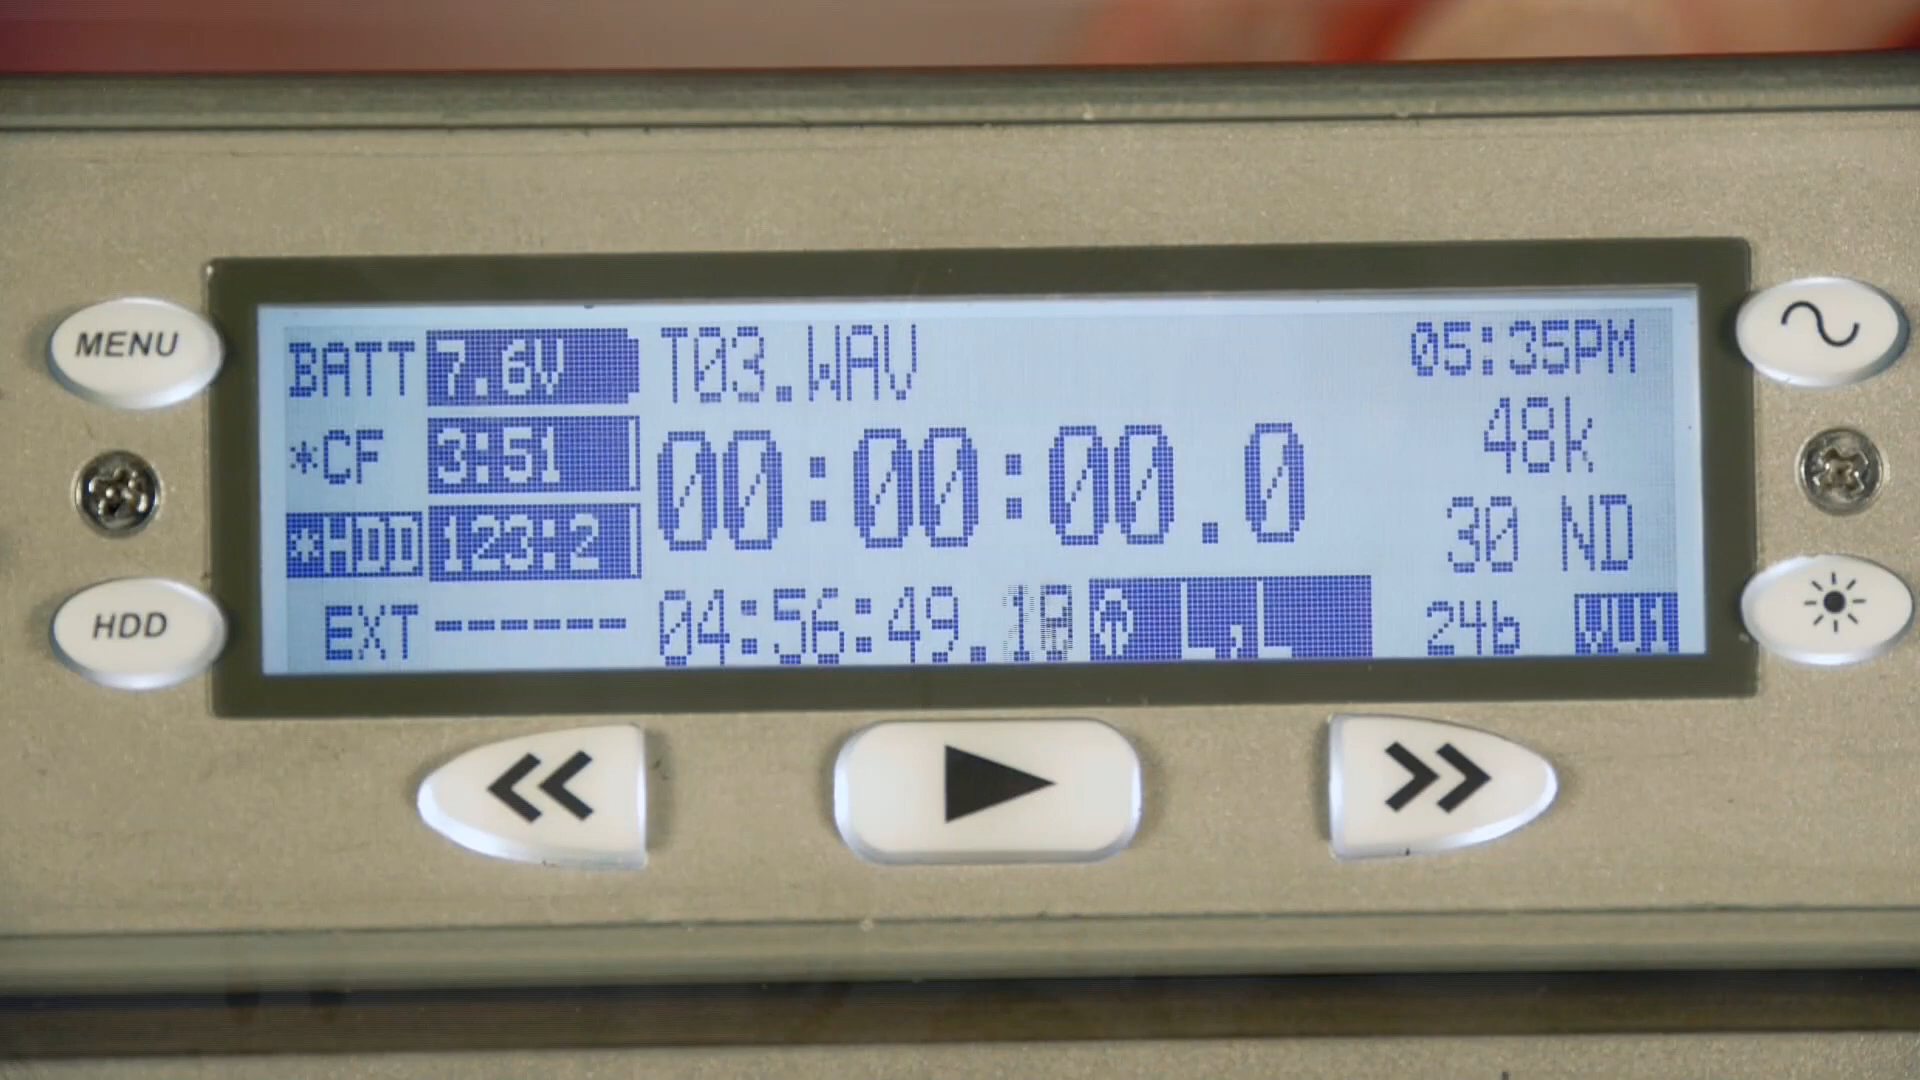 MENU
HDD
BATT 7.6V
*CF 3:51
*HDD 123:2
EXT ------
T03.WAV
00:00:00.0
04:56:49.
L,L
05:35PM
48k
30 ND
24b